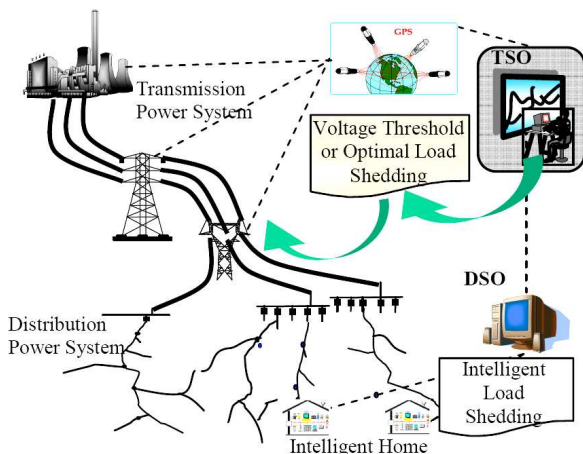 GPS
TSO
Transmission
Power System
Voltage Threshold
or Optimal Load
Shedding
DSO
Distribution
Power System
Intelligent
Load
Shedding
Intelligent Home